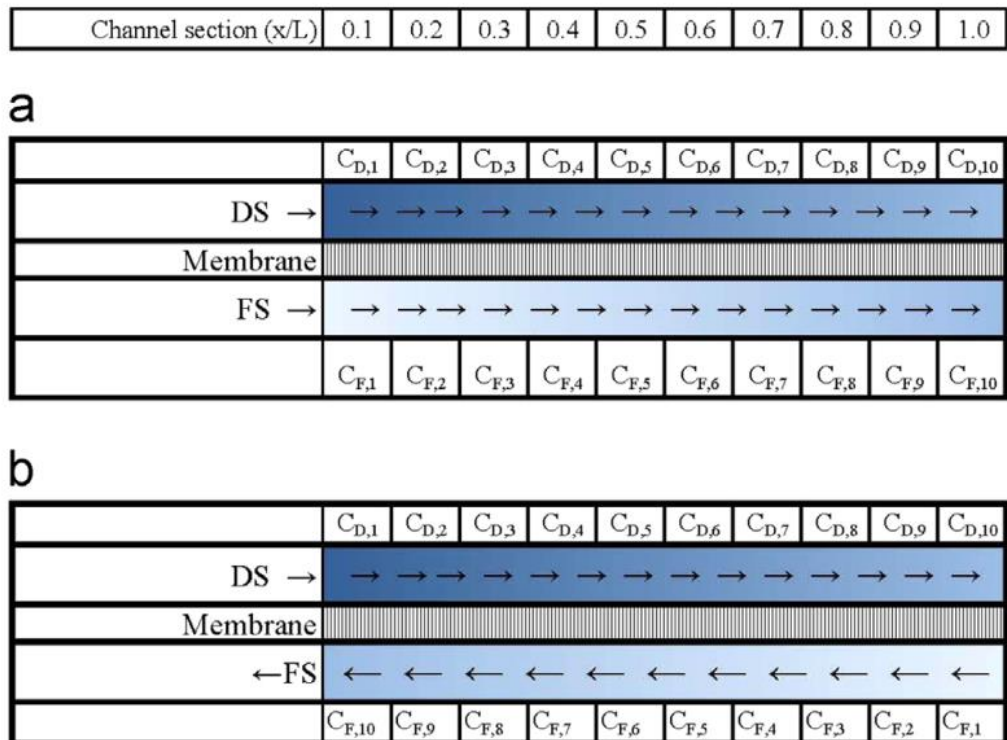 Channel section (x/L) 0.1 0.2 0.3 0.4 0.5 0.6 0.7 0.8 0.9 1.0
a
C_D,1 C_D,2 C_D,3 C_D,4 C_D,5 C_D,6 C_D,7 C_D,8 C_D,9 C_D,10
DS → → → → → → → → → → → → →
Membrane
FS → → → → → → → → → → → → →
C_F,1 C_F,2 C_F,3 C_F,4 C_F,5 C_F,6 C_F,7 C_F,8 C_F,9 C_F,10
b
C_D,1 C_D,2 C_D,3 C_D,4 C_D,5 C_D,6 C_D,7 C_D,8 C_D,9 C_D,10
DS → → → → → → → → → → → → →
Membrane
←FS ← ← ← ← ← ← ← ← ← ← ←
C_F,10 C_F,9 C_F,8 C_F,7 C_F,6 C_F,5 C_F,4 C_F,3 C_F,2 C_F,1